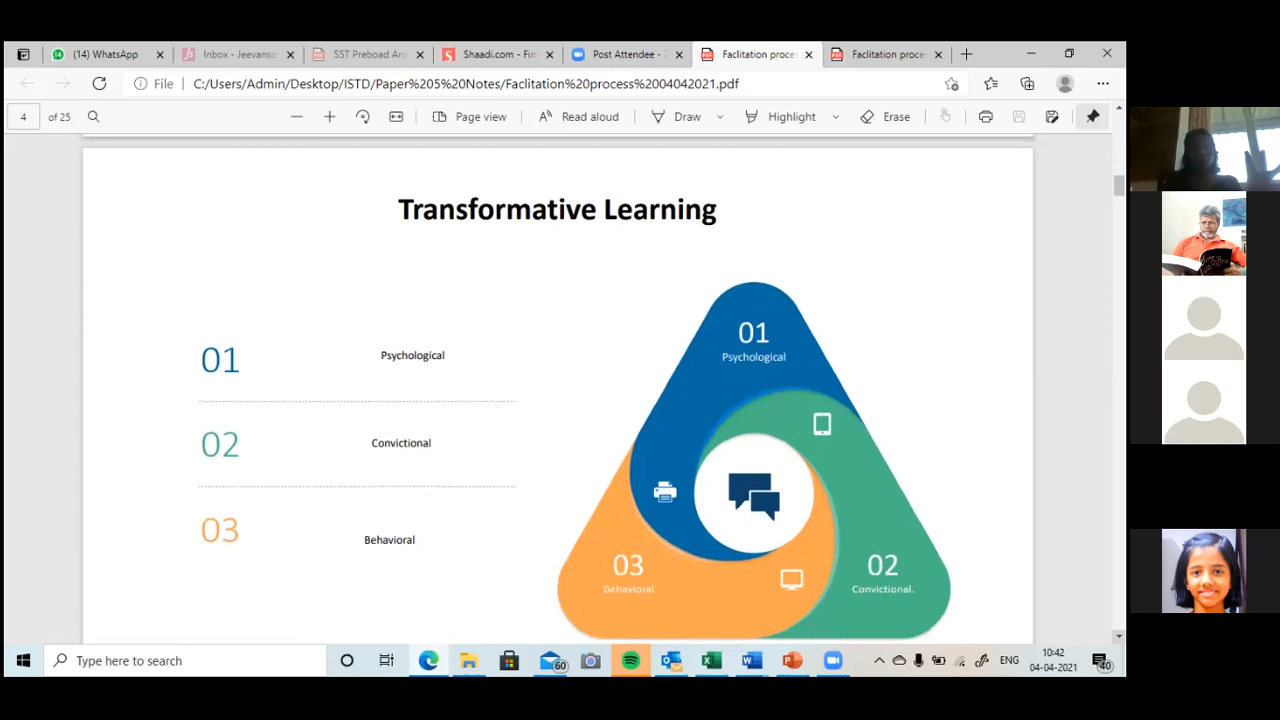 (14) WhatsApp
Inbox - Jeevansa
SST Preboad An
Shaadi.com - Fin
Post Attendee - Z
Faclitation proce
Faclitation proce
File
C:/Users/Admin/Desktop/ISTD/Paper%205%20Notes/Faclitation%20process%2004042021.pdf
4 of 25
Page view
Read aloud
Draw
Highlight
Erase
Transformative Learning
01 Psychological
02 Convictional
03 Behavioral
01
Psychological
03
Behavioral
02
Convictional.
Type here to search
60
ENG
10:42
04-04-2021
40